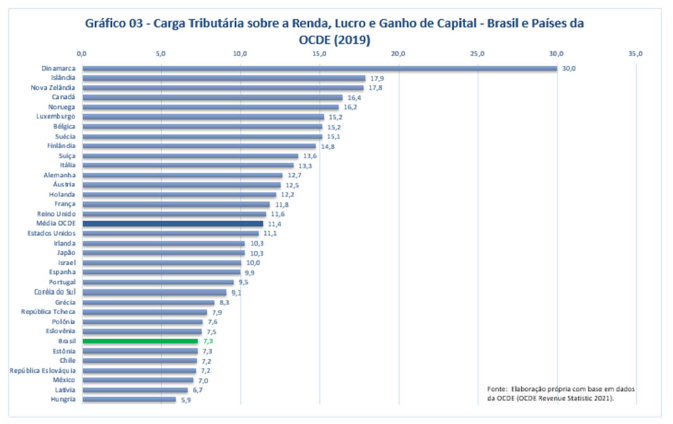 Gráfico 03 - Carga Tributária sobre a Renda, Lucro e Ganho de Capital - Brasil e Países da
OCDE (2019)
0,0 5,0 10,0 15,0 20,0 25,0 30,0 35,0
Dinamarca 30,0
Islândia 17,9
Nova Zelândia 17,8
Canadá 16,4
Noruega 16,2
Luxemburgo 15,2
Bélgica 15,2
Suécia 15,1
Finlândia 14,8
Suiça 13,6
Itália 13,3
Alemanha 12,7
Áustria 12,5
Holanda 12,2
França 11,8
Reino Unido 11,6
Média OCDE 11,4
Estados Unidos 11,1
Irlanda 10,3
Japão 10,3
Israel 10,0
Espanha 9,9
Portugal 9,5
Coréia do Sul 9,1
Grécia 8,3
República Tcheca 7,9
Polônia 7,6
Eslovênia 7,5
Brasil 7,3
Estônia 7,3
Chile 7,2
República Eslováquia 7,2
México 7,0
Latívia 6,7
Hungria 5,9
Fonte: Elaboração própria com base em dados
da OCDE (OCDE Revenue Statistic 2021).